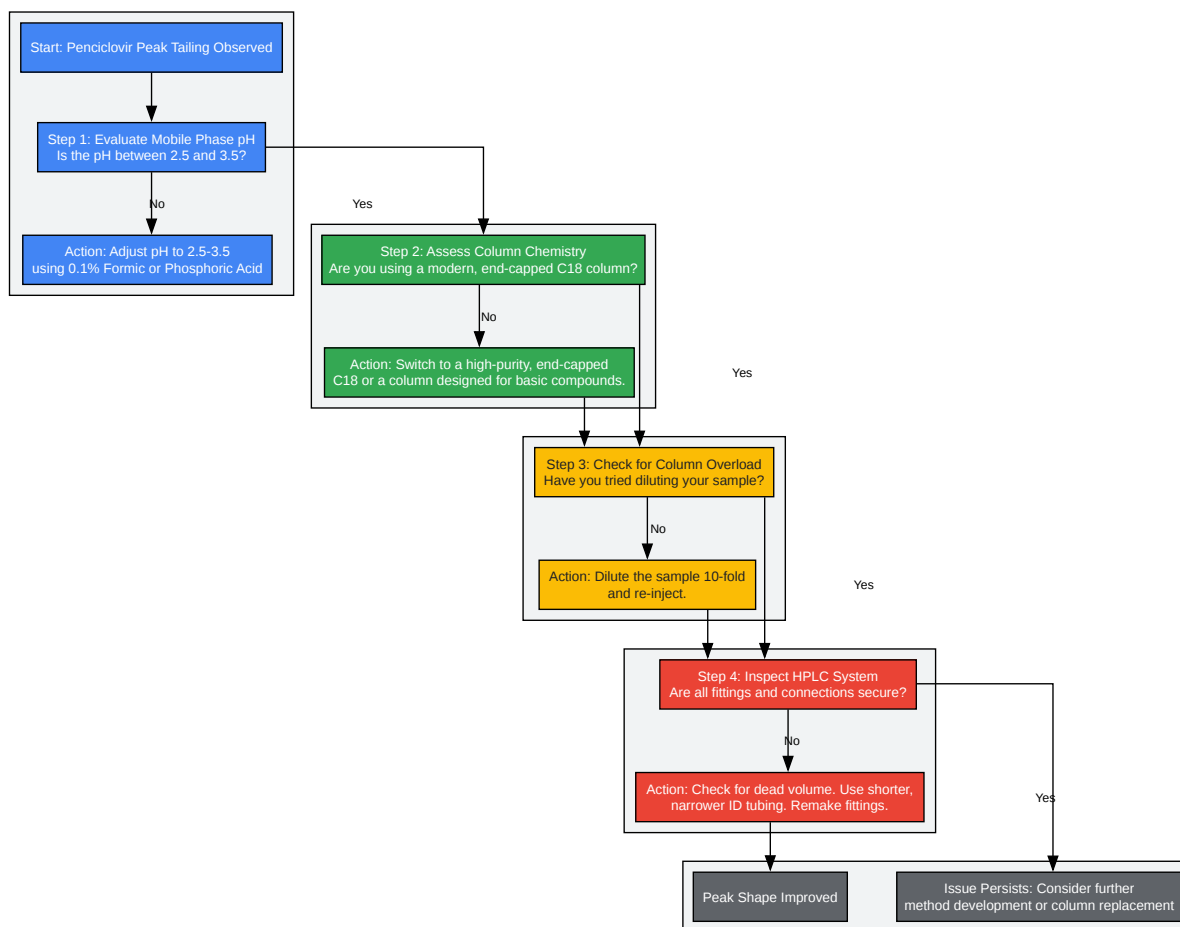 Start: Penciclovir Peak Tailing Observed
Step 1: Evaluate Mobile Phase pH
Is the pH between 2.5 and 3.5?
No
Yes
Action: Adjust pH to 2.5-3.5
using 0.1% Formic or Phosphoric Acid
Step 2: Assess Column Chemistry
Are you using a modern, end-capped C18 column?
No
Action: Switch to a high-purity, end-capped
C18 or a column designed for basic compounds.
Yes
Step 3: Check for Column Overload
Have you tried diluting your sample?
No
Action: Dilute the sample 10-fold
and re-inject.
Yes
Step 4: Inspect HPLC System
Are all fittings and connections secure?
No
Action: Check for dead volume. Use shorter,
narrower ID tubing. Remake fittings.
Yes
Peak Shape Improved
Issue Persists: Consider further
method development or column replacement